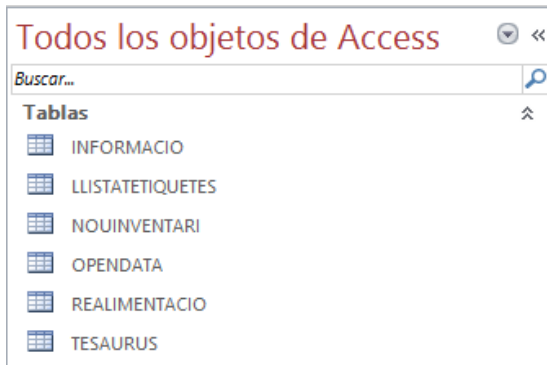 Todos los objetos de Access
Buscar...
Tablas
INFORMACIO
LLISTATETIQUETES
NOUINVENTARI
OPENDATA
REALIMENTACIO
TESAURUS